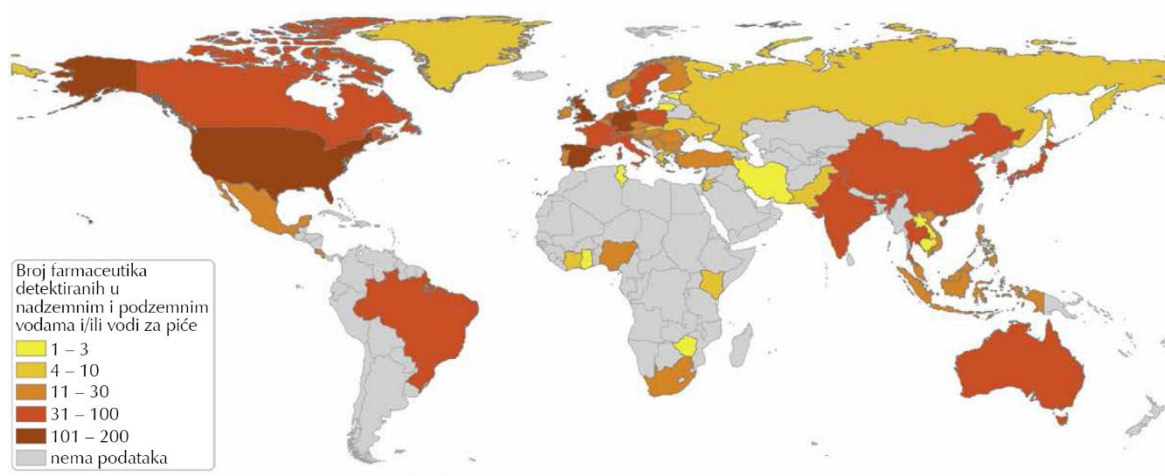 Broj farmaceutika
detektiranih u
nadzemnim i podzemnim
vodama i/ili vodi za piće
1 – 3
4 – 10
11 – 30
31 – 100
101 – 200
nema podataka